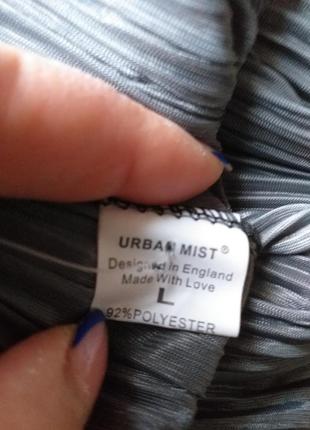 URBAN MIST®
Designed in England
Made With Love
L
92%POLYESTER